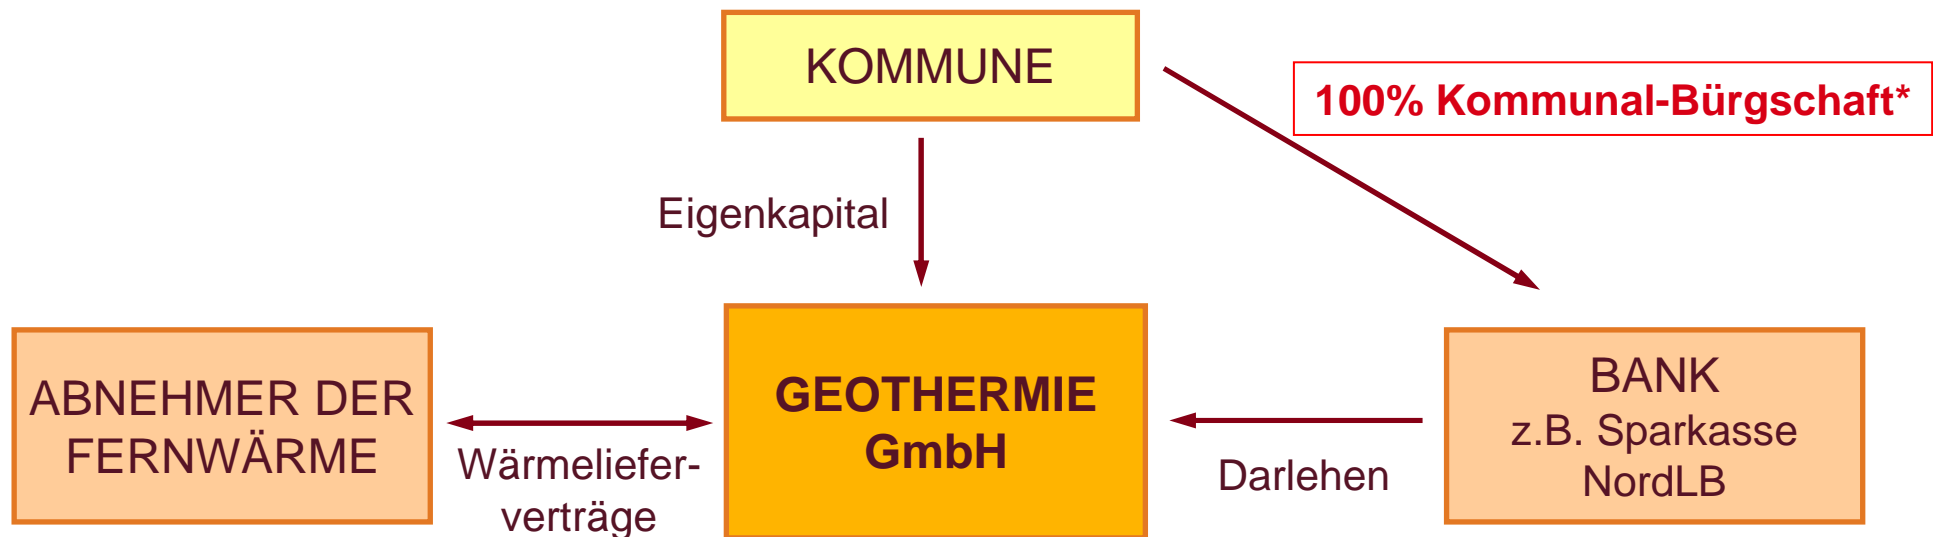 KOMMUNE
100% Kommunal-Bürgschaft*
Eigenkapital
ABNEHMER DER
FERNWÄRME
Wärmeliefer-
verträge
GEOTHERMIE
GmbH
Darlehen
BANK
z.B. Sparkasse
NordLB